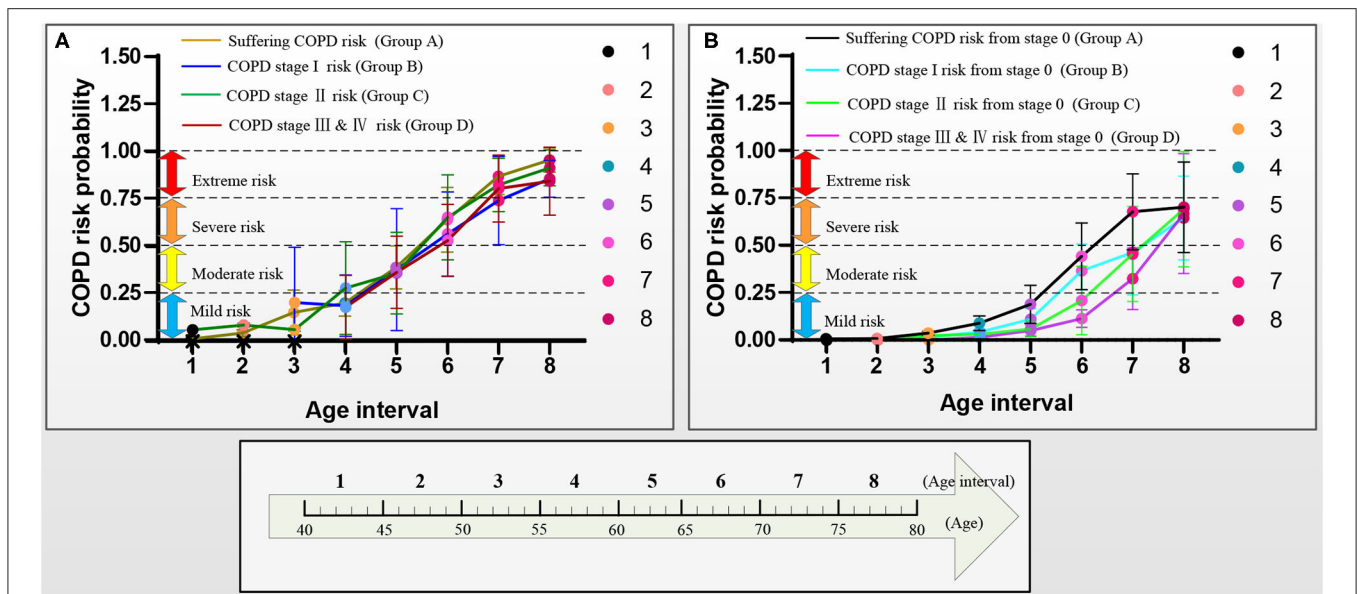 A
Suffering COPD risk (Group A)
COPD stage I risk (Group B)
COPD stage Ⅱ risk (Group C)
COPD stage Ⅲ & Ⅳ risk (Group D)
COPD risk probability
1.50
1.25
1.00
0.75
0.50
0.25
0.00
Extreme risk
Severe risk
Moderate risk
Mild risk
1 2 3 4 5 6 7 8
Age interval
1
2
3
4
5
6
7
8
B
Suffering COPD risk from stage 0 (Group A)
COPD stage I risk from stage 0 (Group B)
COPD stage Ⅱ risk from stage 0 (Group C)
COPD stage Ⅲ & Ⅳ risk from stage 0 (Group D)
COPD risk probability
1.50
1.25
1.00
0.75
0.50
0.25
0.00
Extreme risk
Severe risk
Moderate risk
Mild risk
1 2 3 4 5 6 7 8
Age interval
1
2
3
4
5
6
7
8
1 2 3 4 5 6 7 8 (Age interval)
40 45 50 55 60 65 70 75 80 (Age)